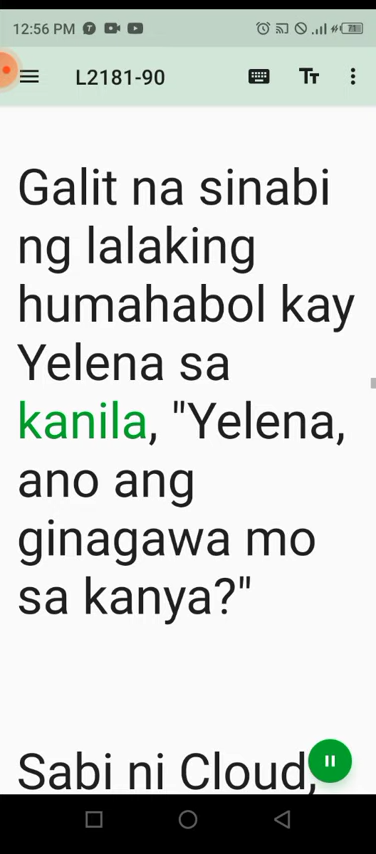 12:56 PM
L2181-90
Galit na sinabi
ng lalaking
humahabol kay
Yelena sa
kanila, "Yelena,
ano ang
ginagawa mo
sa kanya?"
Sabi ni Cloud,